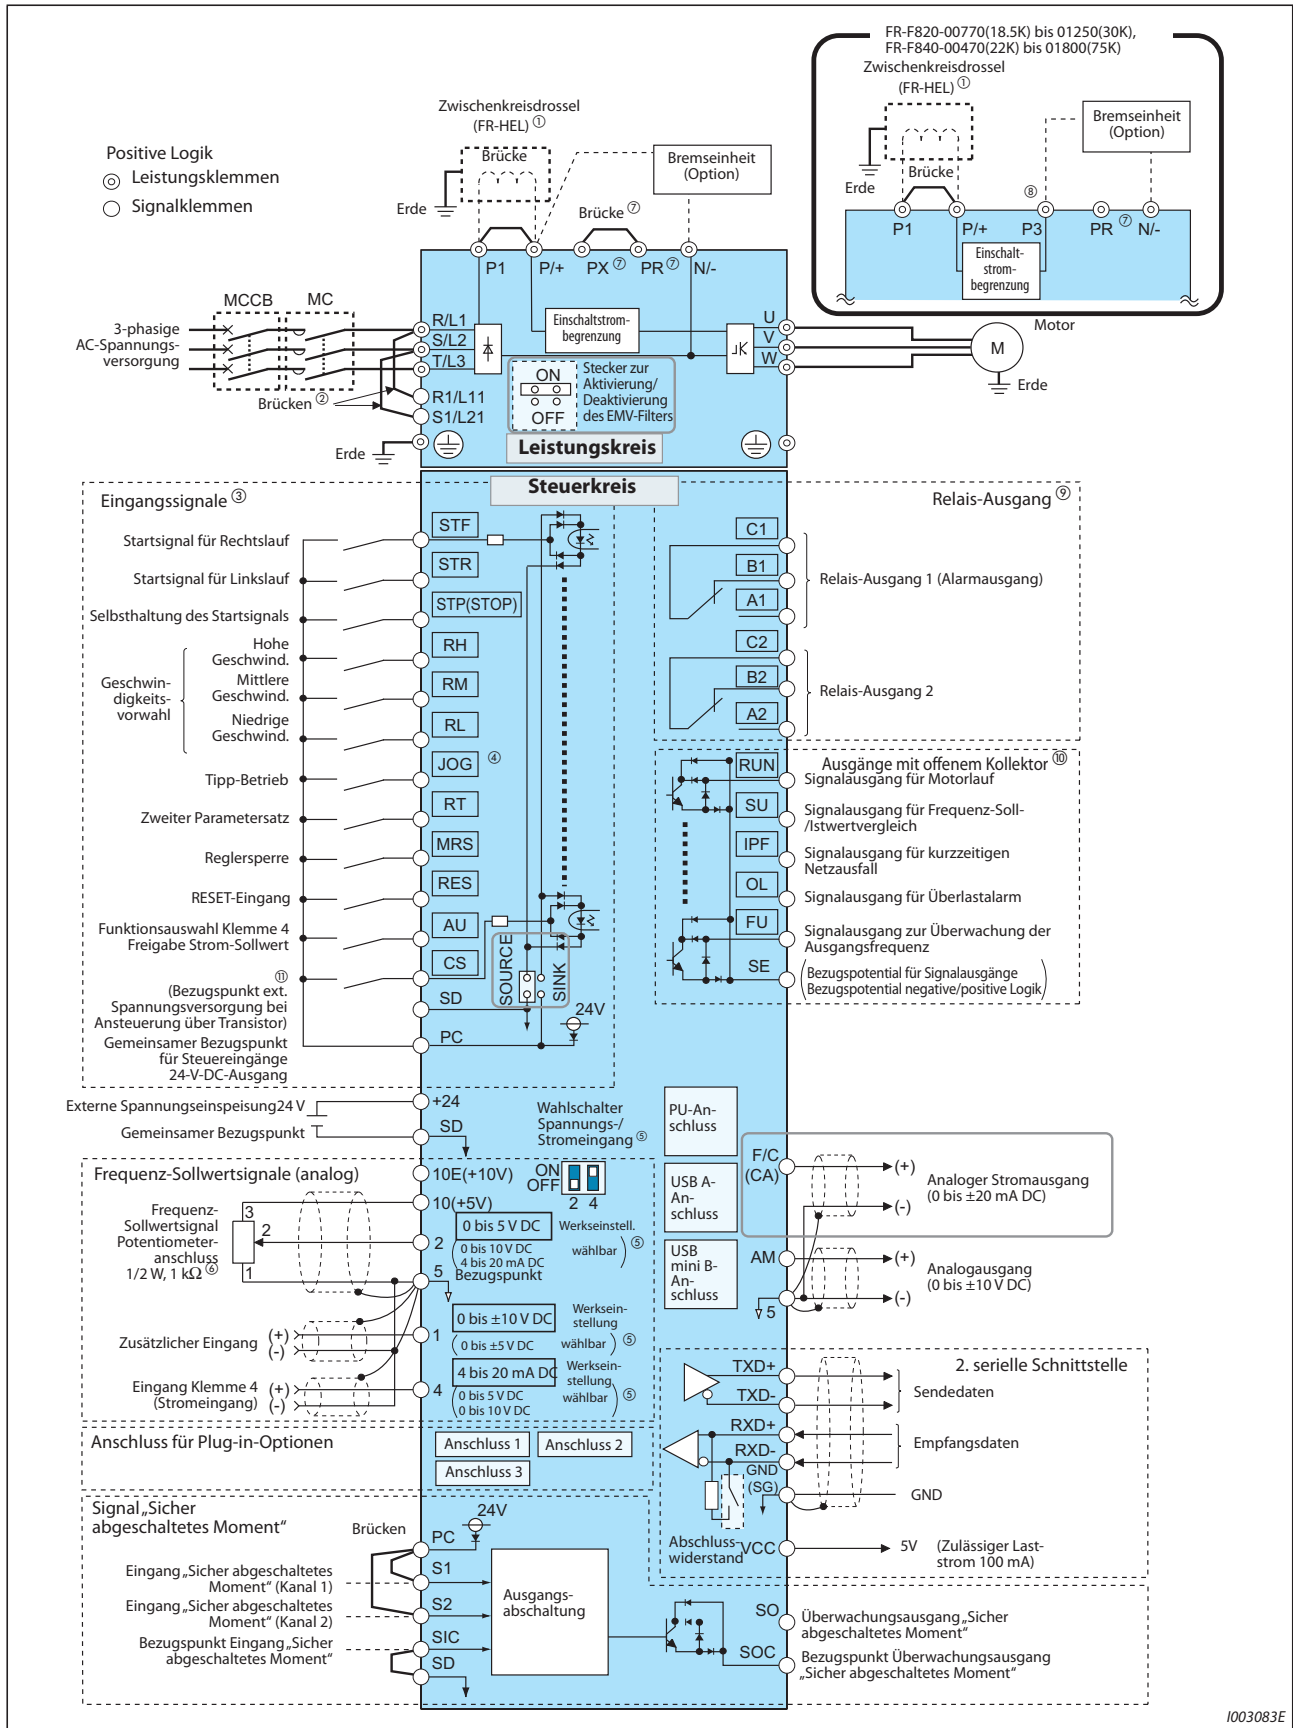 FR-F820-00770(18.5K) bis 01250(30K),
FR-F840-00470(22K) bis 01800(75K)
Zwischenkreisdrossel
(FR-HEL) ①
Bremseinheit
(Option)
Brücke
Erde
⑧
P1
P/+
P3
PR ⑦
N/-
Einschalt-
strom-
begrenzung
Zwischenkreisdrossel
(FR-HEL) ①
Brücke
Bremseinheit
(Option)
Erde
Brücke ⑦
Positive Logik
Leistungsklemmen
Signalklemmen
P1
P/+
PX ⑦
PR ⑦
N/-
MCCB
MC
3-phasige
AC-Spannungs-
versorgung
R/L1
S/L2
T/L3
Brücken ②
R1/L11
S1/L21
Erde
Einschaltstrom-
begrenzung
ON
OFF
Stecker zur
Aktivierung/
Deaktivierung
des EMV-Filters
U
V
W
Motor
M
Erde
Leistungskreis
Steuerkreis
Eingangssignale ③
Startsignal für Rechtslauf
STF
Startsignal für Linkslauf
STR
Selbsthaltung des Startsignals
STP(STOP)
Geschwin-
digkeits-
vorwahl
Hohe
Geschwind.
RH
Mittlere
Geschwind.
RM
Niedrige
Geschwind.
RL
Tipp-Betrieb
JOG ④
Zweiter Parametersatz
RT
Reglersperre
MRS
RESET-Eingang
RES
Funktionsauswahl Klemme 4
Freigabe Strom-Sollwert
AU
⑪
CS
(Bezugspunkt ext.
Spannungsversorgung bei
Ansteuerung über Transistor)
SD
Gemeinsamer Bezugspunkt
für Steuereingänge
24-V-DC-Ausgang
PC
SOURCE
SINK
24V
Relais-Ausgang ⑨
C1
B1
A1
Relais-Ausgang 1 (Alarmausgang)
C2
B2
A2
Relais-Ausgang 2
Ausgänge mit offenem Kollektor ⑩
RUN
Signalausgang für Motorlauf
SU
Signalausgang für Frequenz-Soll-
/Istwertvergleich
IPF
Signalausgang für kurzzeitigen
Netzausfall
OL
Signalausgang für Überlastalarm
FU
Signalausgang zur Überwachung der
Ausgangsfrequenz
SE
(Bezugspotential für Signalausgänge
Bezugspotential negative/positive Logik)
Externe Spannungseinspeisung24 V
+24
Gemeinsamer Bezugspunkt
SD
Wahlschalter
Spannungs-/
Stromeingang ⑤
ON
OFF
2 4
PU-An-
schluss
USB A-
An-
schluss
USB
mini B-
An-
schluss
Frequenz-Sollwertsignale (analog)
10E(+10V)
10(+5V)
Frequenz-
Sollwertsignal
Potentiometer-
anschluss
1/2 W, 1 kΩ ⑥
3
2
1
2
0 bis 5 V DC
Werkseinstell.
(0 bis 10 V DC
4 bis 20 mA DC
wählbar) ⑤
5
Bezugspunkt
Zusätzlicher Eingang
(+)
(-)
1
0 bis ±10 V DC
Werksein-
stellung
(0 bis ±5 V DC
wählbar) ⑤
Eingang Klemme 4
(Stromeingang)
(+)
(-)
4
4 bis 20 mA DC
Werksein-
stellung
(0 bis 5 V DC
0 bis 10 V DC
wählbar) ⑤
F/C
(CA)
(+)
(-)
Analoger Stromausgang
(0 bis ±20 mA DC)
AM
(+)
(-)
Analogausgang
(0 bis ±10 V DC)
5
2. serielle Schnittstelle
TXD+
TXD-
Sendedaten
RXD+
RXD-
Empfangsdaten
GND
(SG)
GND
Abschluss-
widerstand
VCC
5V
(Zulässiger Last-
strom 100 mA)
Anschluss für Plug-in-Optionen
Anschluss 1
Anschluss 2
Anschluss 3
Signal „Sicher
abgeschaltetes Moment“
Brücken
24V
PC
Eingang „Sicher abgeschaltetes
Moment“ (Kanal 1)
S1
Eingang „Sicher abgeschaltetes
Moment“ (Kanal 2)
S2
Bezugspunkt Eingang „Sicher
abgeschaltetes Moment“
SIC
SD
Ausgangs-
abschaltung
SO
Überwachungsausgang „Sicher
abgeschaltetes Moment“
SOC
Bezugspunkt Überwachungsausgang
„Sicher abgeschaltetes Moment“
I003083E